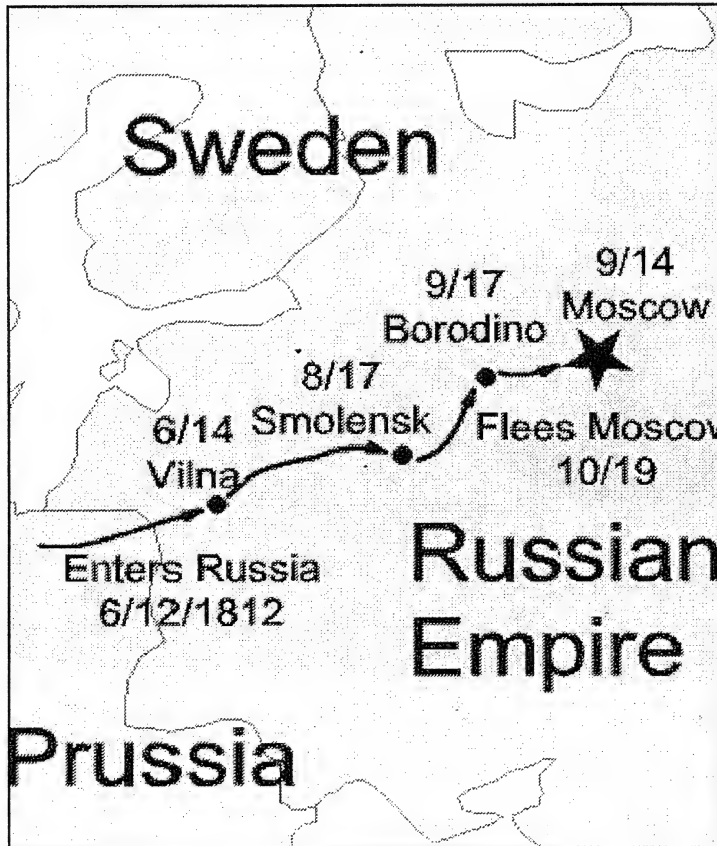 Sweden
9/14
Moscow
9/17
Borodino
8/17
Smolensk
6/14
Vilna
Flees Moscow
10/19
Enters Russia
6/12/1812
Russian
Empire
Prussia